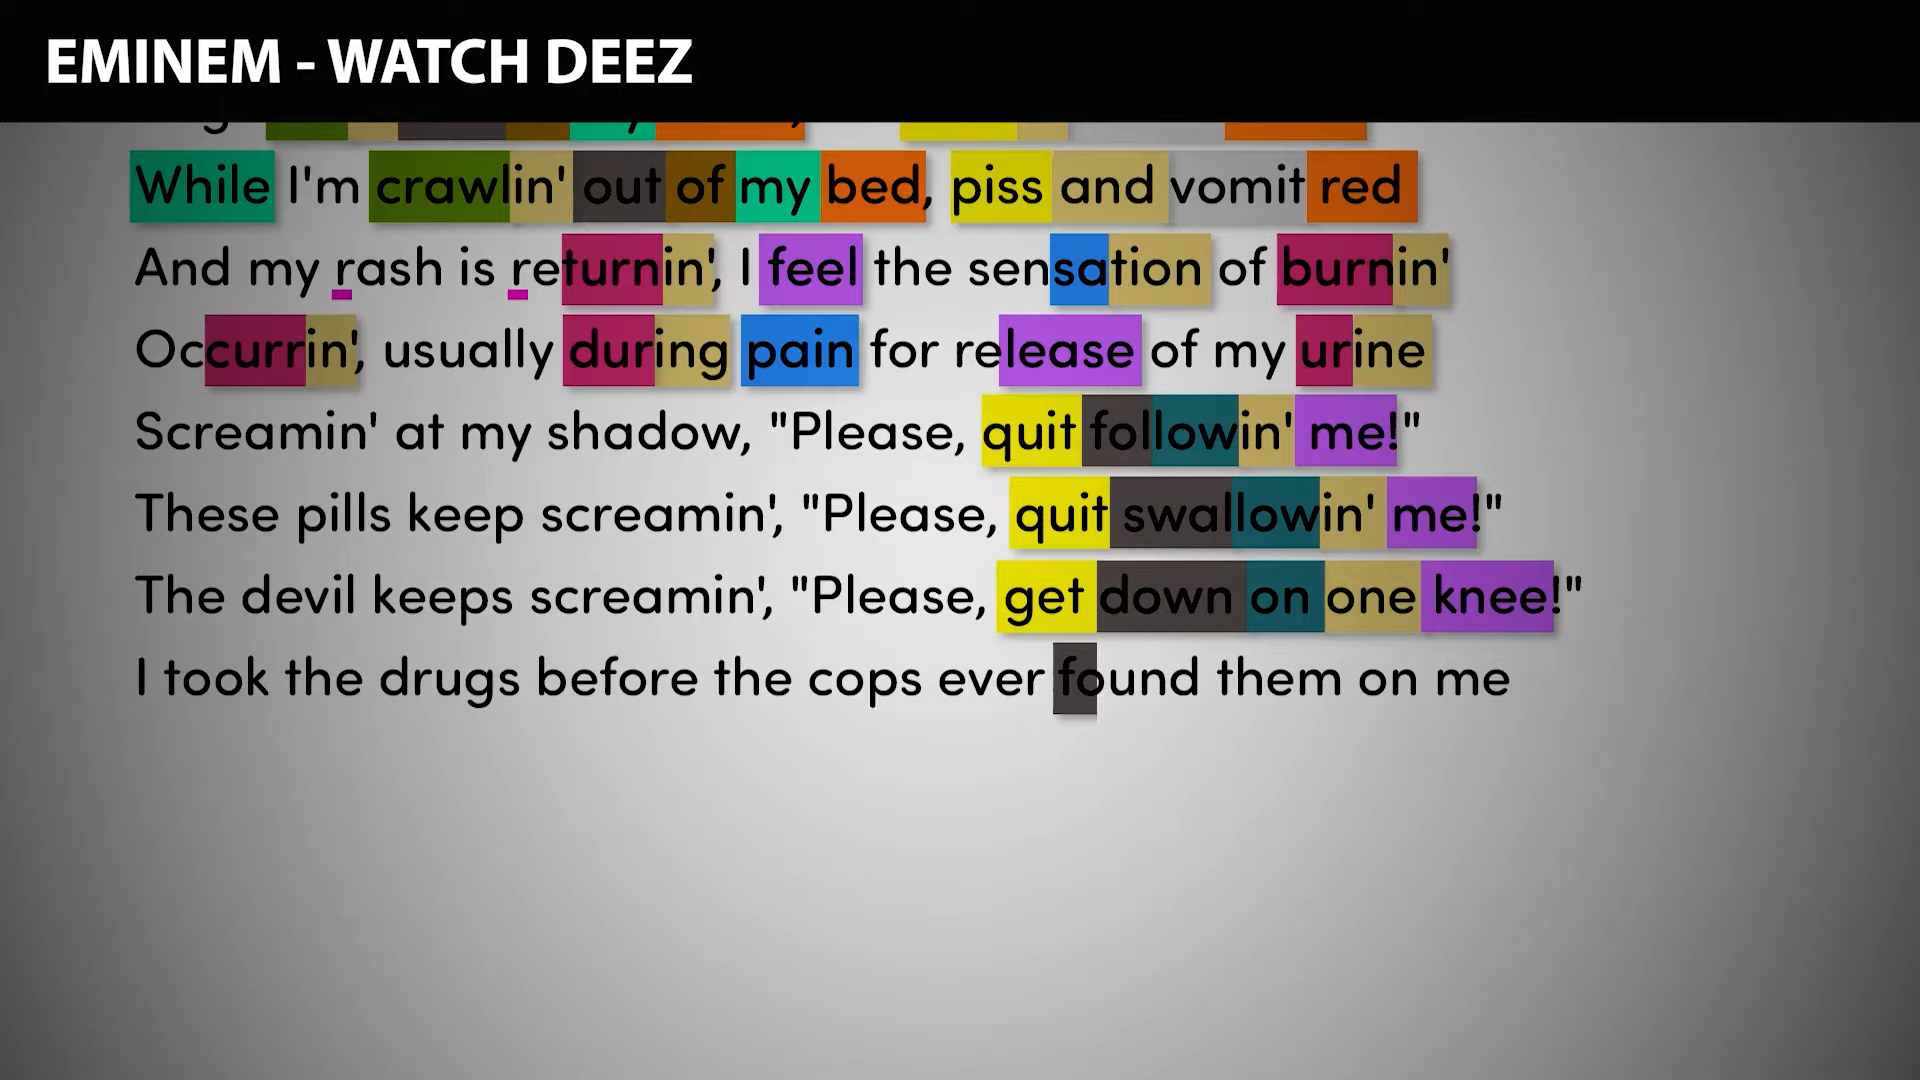 EMINEM - WATCH DEEZ
While I'm crawlin' out of my bed, piss and vomit red
And my rash is returnin', I feel the sensation of burnin'
Occurrin', usually during pain for release of my urine
Screamin' at my shadow, "Please, quit followin' me!"
These pills keep screamin', "Please, quit swallowin' me!"
The devil keeps screamin', "Please, get down on one knee!"
I took the drugs before the cops ever found them on me